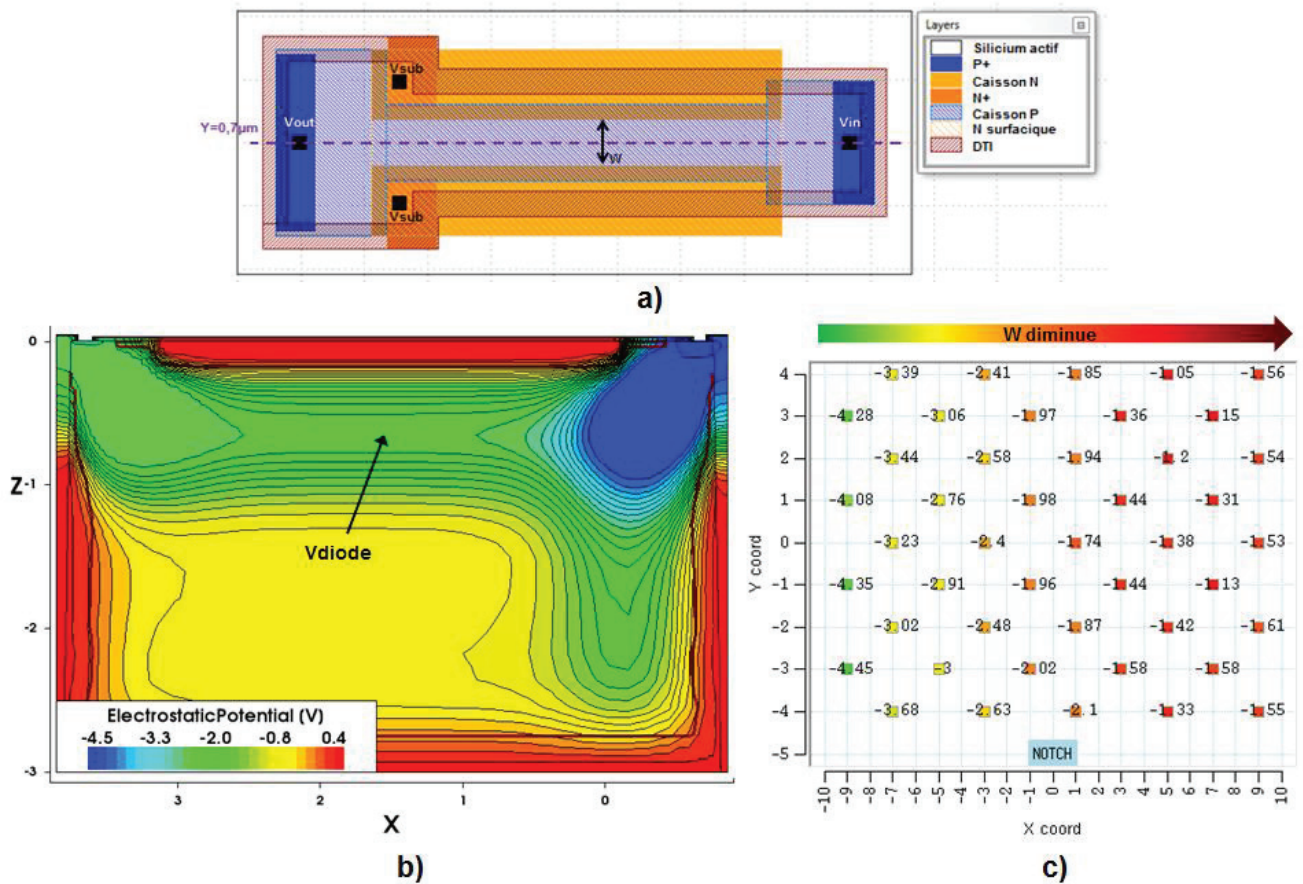 Layers
Silicium actif
P+
Caisson N
N+
Caisson P
N surfacique
DTI
Vsub
Y=0,7µm
Vout
Vin
W
Vsub
a)
0
Z
-1
-2
-3
Vdiode
ElectrostaticPotential (V)
-4.5 -3.3 -2.0 -0.8 0.4
3 2 1 0
X
b)
W diminue
4 -3.39 -2.41 -1.85 -1.05 -1.56
3 -4.28 -3.06 -1.97 -1.36 -1.15
2 -3.44 -2.58 -1.94 -1.2 -1.54
1 -4.08 -2.76 -1.98 -1.44 -1.31
0 -3.23 -2.4 -1.74 -1.38 -1.53
-1 -4.35 -2.91 -1.96 -1.44 -1.13
-2 -3.02 -2.48 -1.87 -1.42 -1.61
-3 -4.45 -3 -2.02 -1.58 -1.58
-4 -3.68 -2.63 -2.1 -1.33 -1.55
-5 NOTCH
Y coord
-10 -9 -8 -7 -6 -5 -4 -3 -2 -1 0 1 2 3 4 5 6 7 8 9 10
X coord
c)